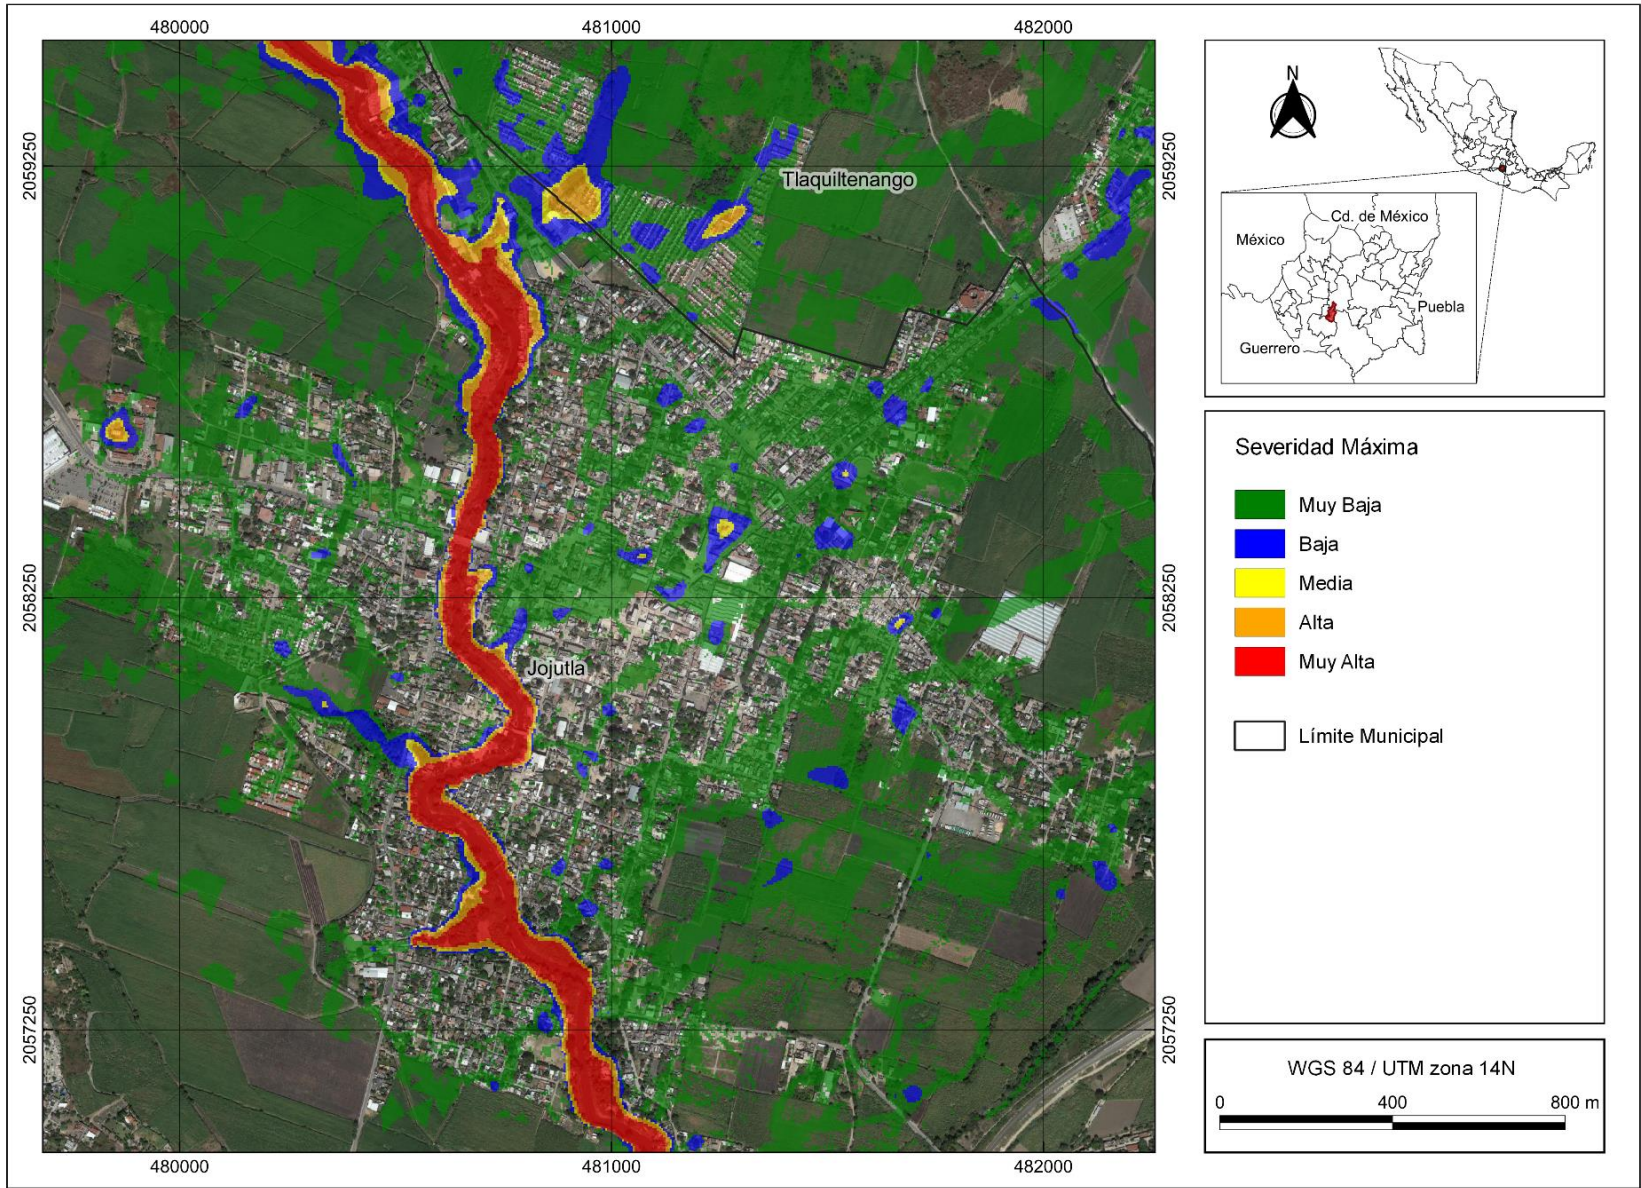 480000
481000
482000
2059250
2058250
2057250
Tlaquiltenango
Jojutla
2059250
2058250
2057250
480000
481000
482000
N
Cd. de México
México
Puebla
Guerrero
Severidad Máxima
Muy Baja
Baja
Media
Alta
Muy Alta
Límite Municipal
WGS 84 / UTM zona 14N
0
400
800 m